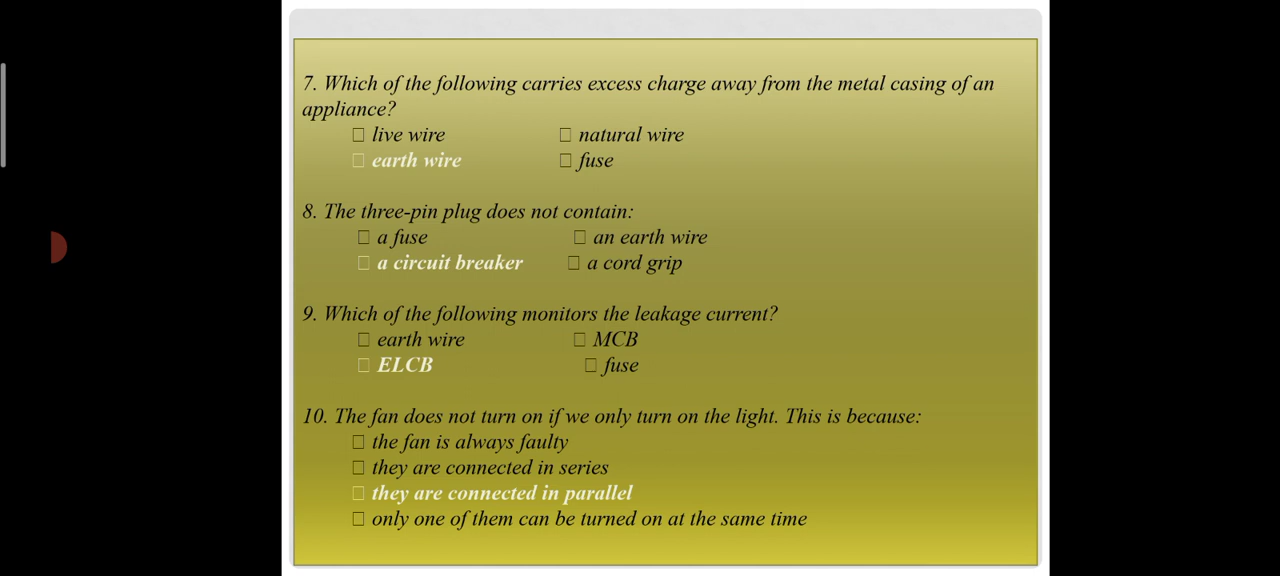 7. Which of the following carries excess charge away from the metal casing of an
appliance?
□ live wire □ natural wire
□ earth wire □ fuse
8. The three-pin plug does not contain:
□ a fuse □ an earth wire
□ a circuit breaker □ a cord grip
9. Which of the following monitors the leakage current?
□ earth wire □ MCB
□ ELCB □ fuse
10. The fan does not turn on if we only turn on the light. This is because:
□ the fan is always faulty
□ they are connected in series
□ they are connected in parallel
□ only one of them can be turned on at the same time